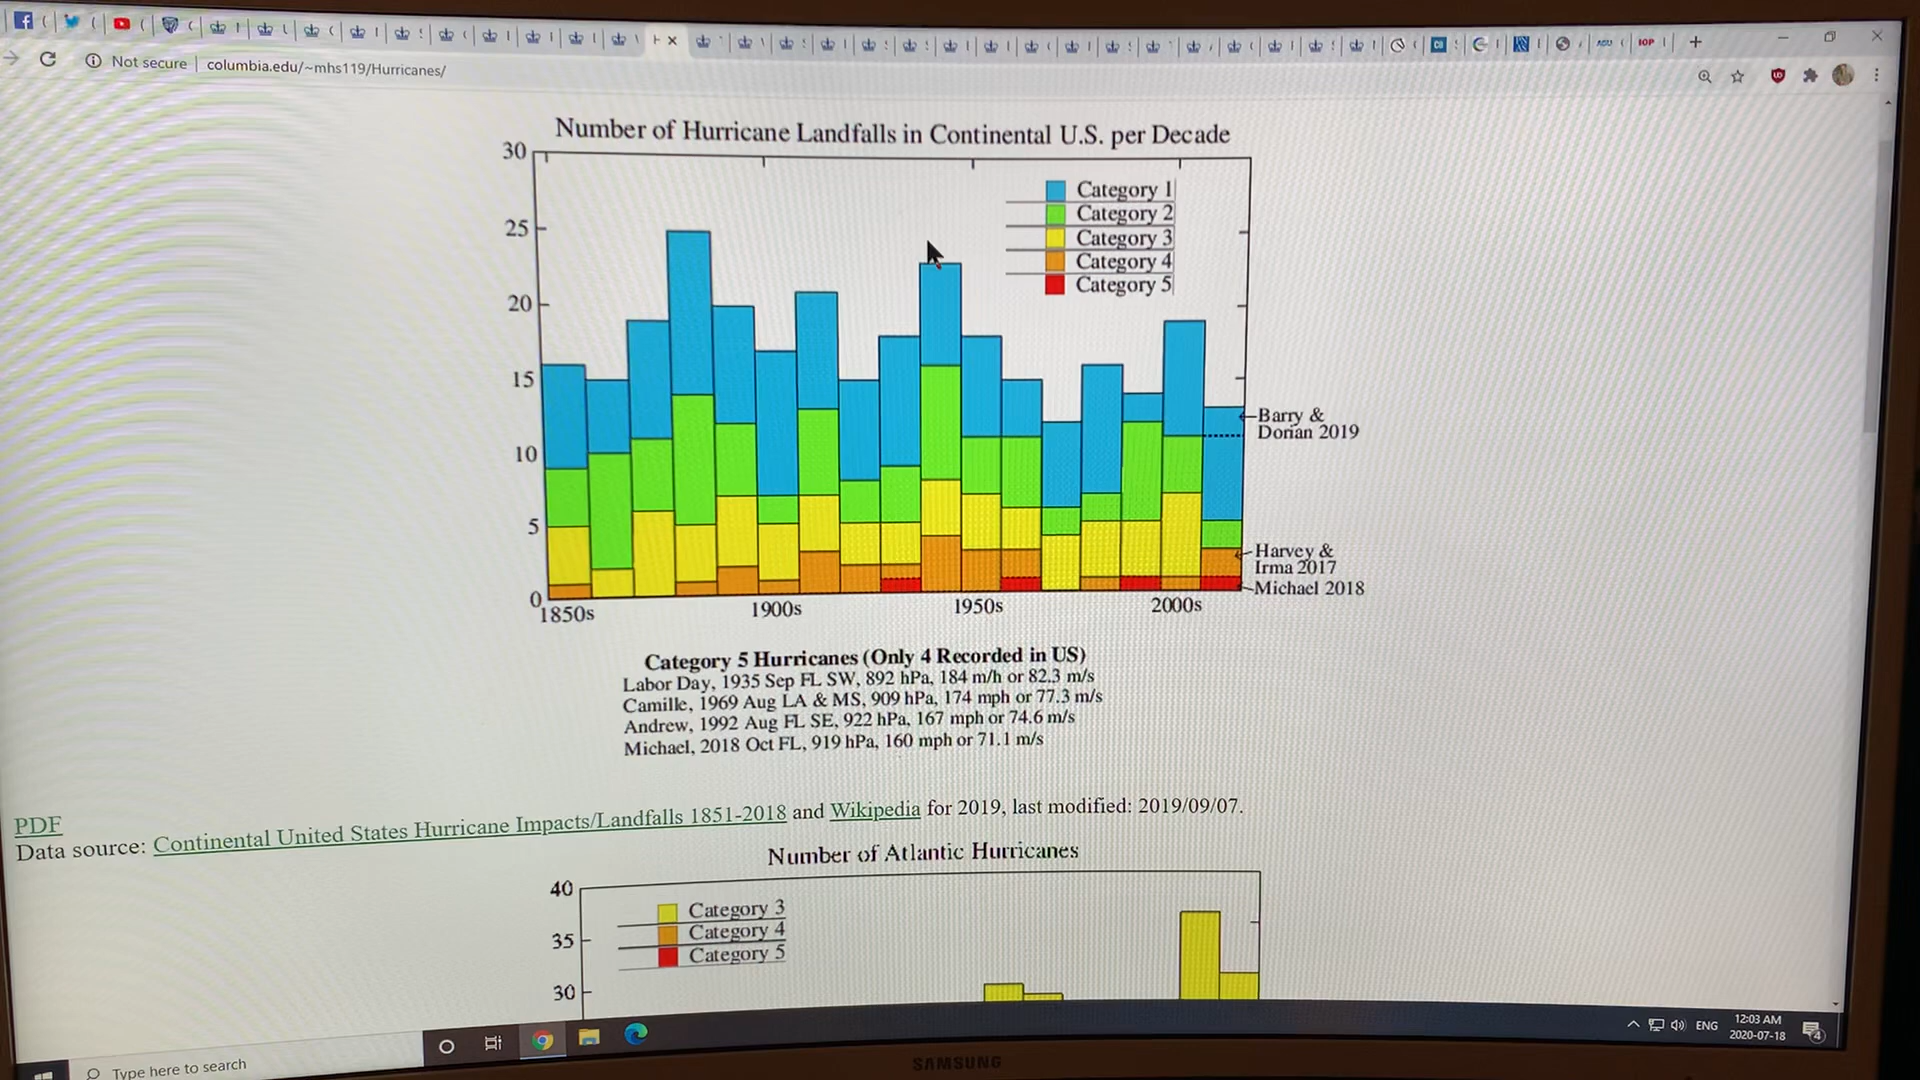 Not secure | columbia.edu/~mhs119/Hurricanes/
Number of Hurricane Landfalls in Continental U.S. per Decade
30
25
20
15
10
5
0
Category 1
Category 2
Category 3
Category 4
Category 5
Barry &
Dorian 2019
Harvey &
Irma 2017
Michael 2018
1850s 1900s 1950s 2000s
Category 5 Hurricanes (Only 4 Recorded in US)
Labor Day, 1935 Sep FL SW, 892 hPa, 184 m/h or 82.3 m/s
Camille, 1969 Aug LA & MS, 909 hPa, 174 mph or 77.3 m/s
Andrew, 1992 Aug FL SE, 922 hPa, 167 mph or 74.6 m/s
Michael, 2018 Oct FL, 919 hPa, 160 mph or 71.1 m/s
PDF
Data source: Continental United States Hurricane Impacts/Landfalls 1851-2018 and Wikipedia for 2019, last modified: 2019/09/07.
Number of Atlantic Hurricanes
40
35
30
Category 3
Category 4
Category 5
Type here to search
ENG
12:03 AM
2020-07-18
4
SAMSUNG